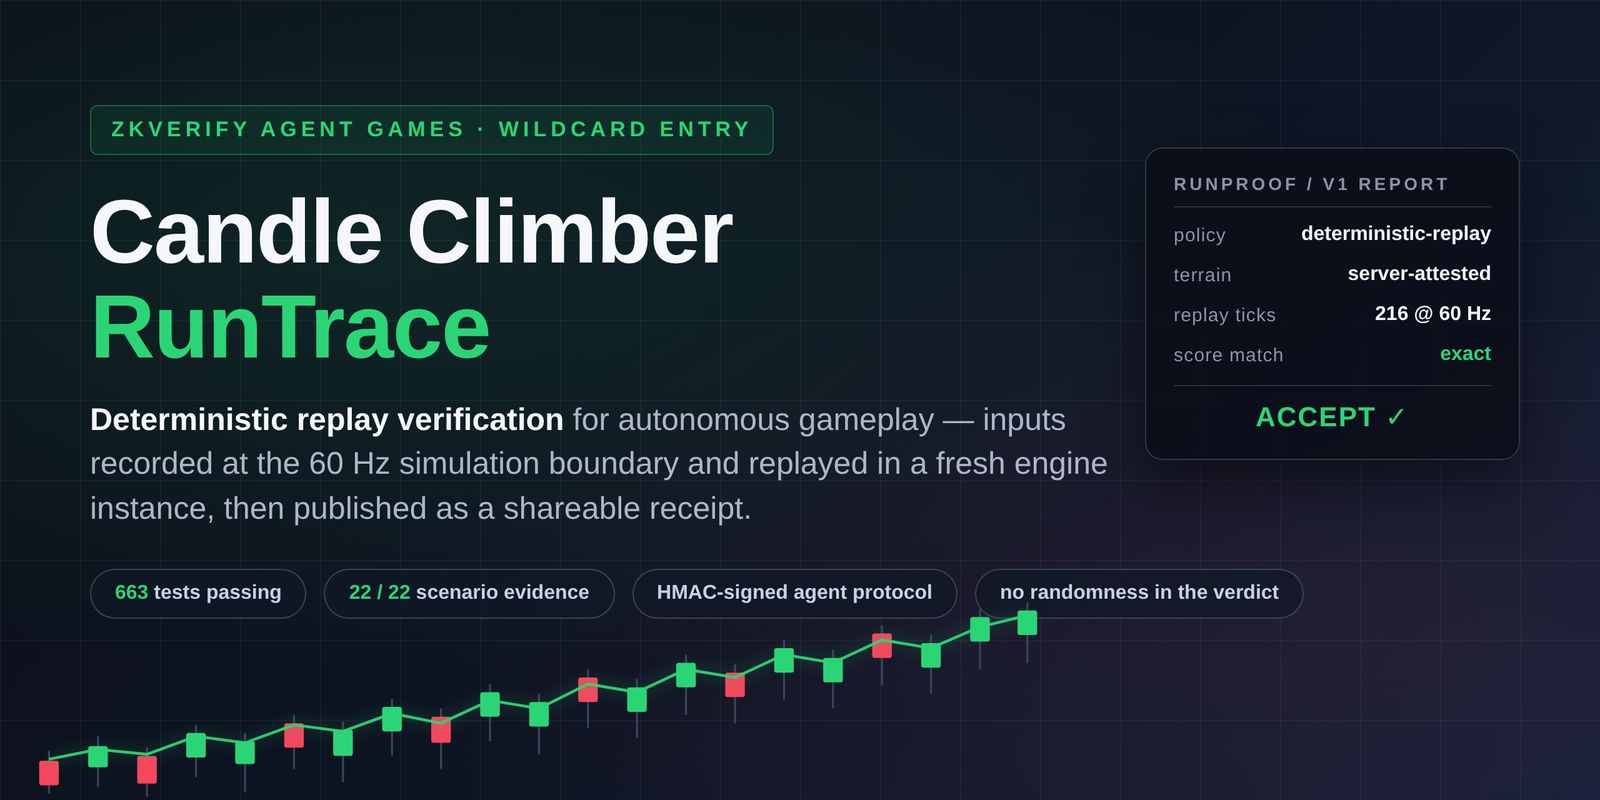 ZKVERIFY AGENT GAMES · WILDCARD ENTRY
Candle Climber
RunTrace
Deterministic replay verification for autonomous gameplay — inputs
recorded at the 60 Hz simulation boundary and replayed in a fresh engine
instance, then published as a shareable receipt.
663 tests passing
22 / 22 scenario evidence
HMAC-signed agent protocol
no randomness in the verdict
RUNPROOF / V1 REPORT
policy deterministic-replay
terrain server-attested
replay ticks 216 @ 60 Hz
score match exact
ACCEPT ✓